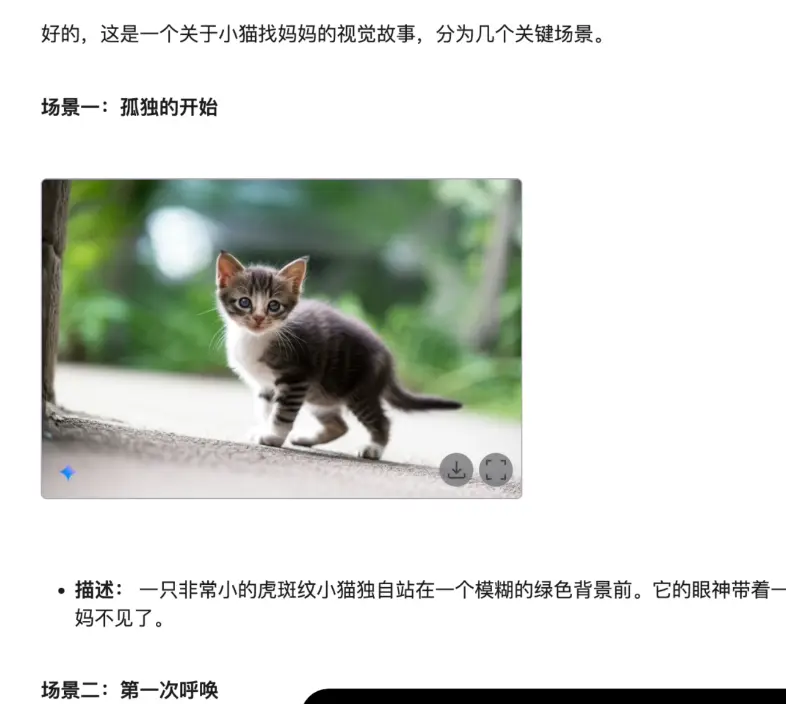 好的，这是一个关于小猫找妈妈的视觉故事，分为几个关键场景。
场景一：孤独的开始
描述： 一只非常小的虎斑纹小猫独自站在一个模糊的绿色背景前。它的眼神带着一
妈不见了。
场景二：第一次呼唤